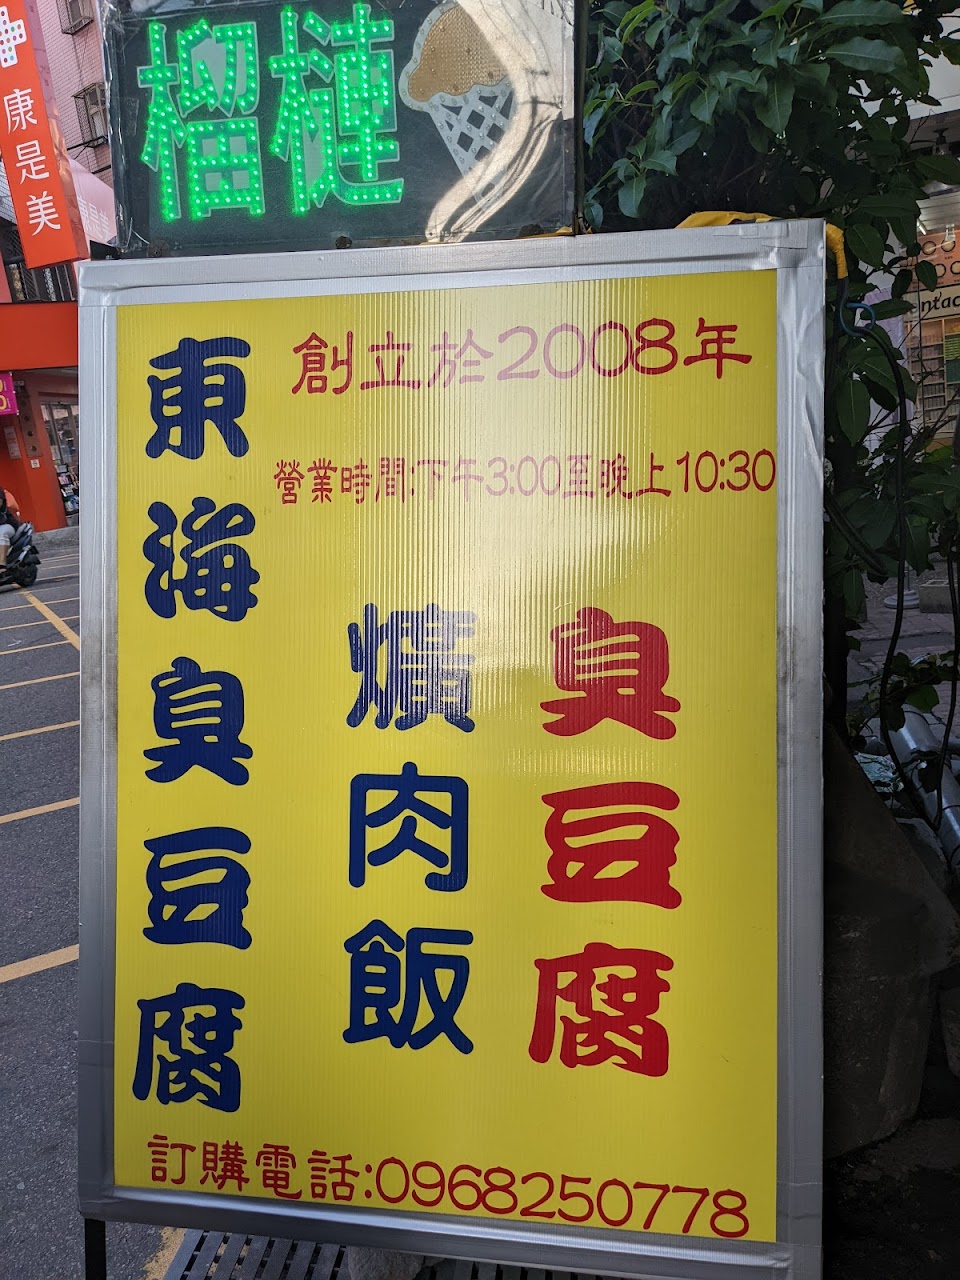 榴槤
康是美
創立於2008年
營業時間:下午3:00至晚上10:30
東海臭豆腐
爌肉飯
臭豆腐
訂購電話:0968250778